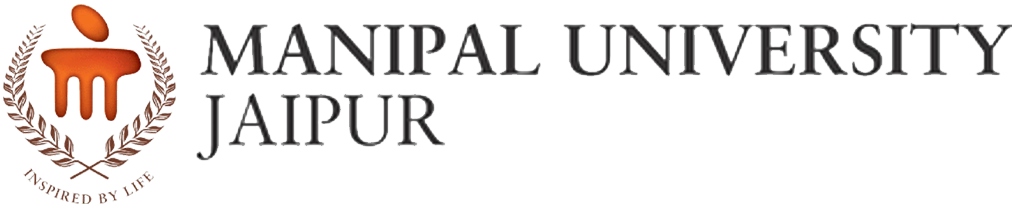 MANIPAL UNIVERSITY
JAIPUR
INSPIRED BY LIFE